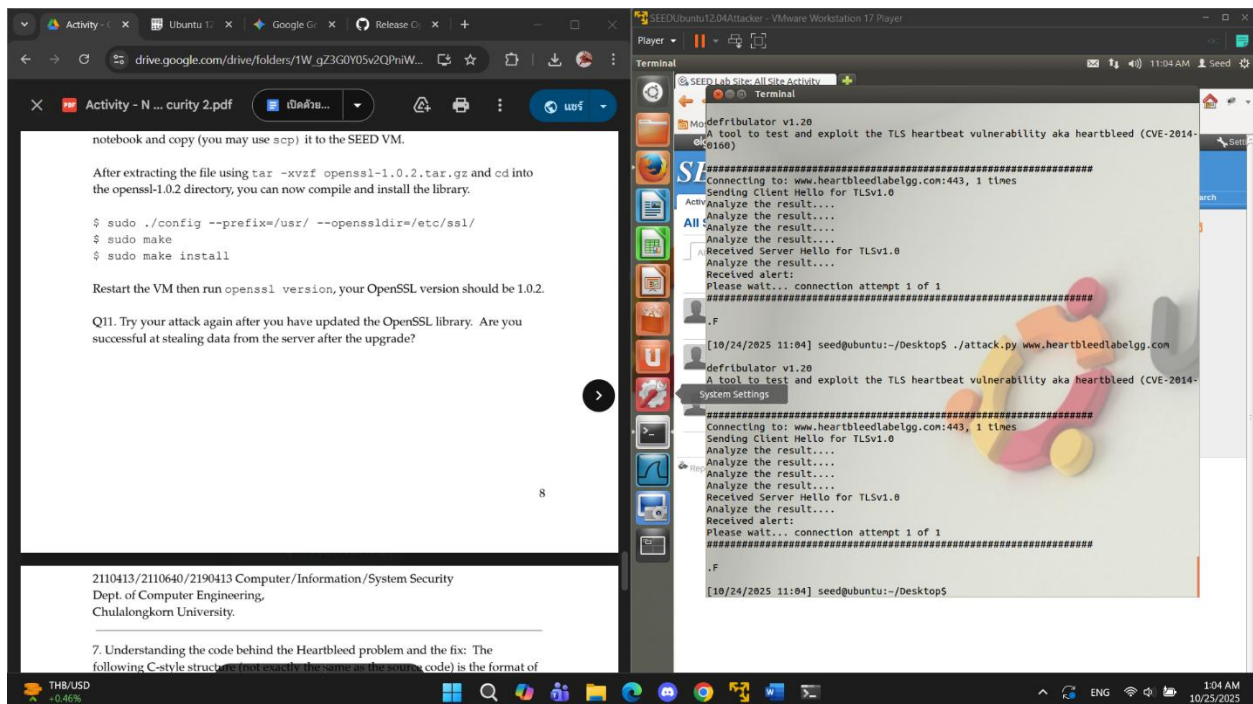 Activity - C
Ubuntu 12
Google Ge
Release O
drive.google.com/drive/folders/1W_gZ3G0Y05v2QPniW...
Activity - N ... curity 2.pdf
เปิดด้วย...
แชร์
notebook and copy (you may use scp) it to the SEED VM.
After extracting the file using tar -xvzf openssl-1.0.2.tar.gz and cd into
the openssl-1.0.2 directory, you can now compile and install the library.
$ sudo ./config --prefix=/usr/ --openssldir=/etc/ssl/
$ sudo make
$ sudo make install
Restart the VM then run openssl version, your OpenSSL version should be 1.0.2.
Q11. Try your attack again after you have updated the OpenSSL library. Are you
successful at stealing data from the server after the upgrade?
8
2110413/2110640/2190413 Computer/Information/System Security
Dept. of Computer Engineering,
Chulalongkorn University.
7. Understanding the code behind the Heartbleed problem and the fix: The
following C-style structure (not exactly the same as the source code) is the format of
SEEDUbuntu12.04Attacker - VMware Workstation 17 Player
Player
Terminal
11:04 AM
Seed
SEED Lab Site: All Site Activity
Terminal
defribulator v1.20
A tool to test and exploit the TLS heartbeat vulnerability aka heartbleed (CVE-2014-
0160)
##################################################################
Connecting to: www.heartbleedlabelgg.com:443, 1 times
Sending Client Hello for TLSv1.0
Analyze the result....
Analyze the result....
Analyze the result....
Analyze the result....
Received Server Hello for TLSv1.0
Analyze the result....
Received alert:
Please wait... connection attempt 1 of 1
##################################################################
.F
[10/24/2025 11:04] seed@ubuntu:~/Desktop$ ./attack.py www.heartbleedlabelgg.com
defribulator v1.20
A tool to test and exploit the TLS heartbeat vulnerability aka heartbleed (CVE-2014-
System Settings
##################################################################
Connecting to: www.heartbleedlabelgg.com:443, 1 times
Sending Client Hello for TLSv1.0
Analyze the result....
Analyze the result....
Analyze the result....
Analyze the result....
Received Server Hello for TLSv1.0
Analyze the result....
Received alert:
Please wait... connection attempt 1 of 1
##################################################################
.F
[10/24/2025 11:04] seed@ubuntu:~/Desktop$
THB/USD
+0.46%
ENG
1:04 AM
10/25/2025